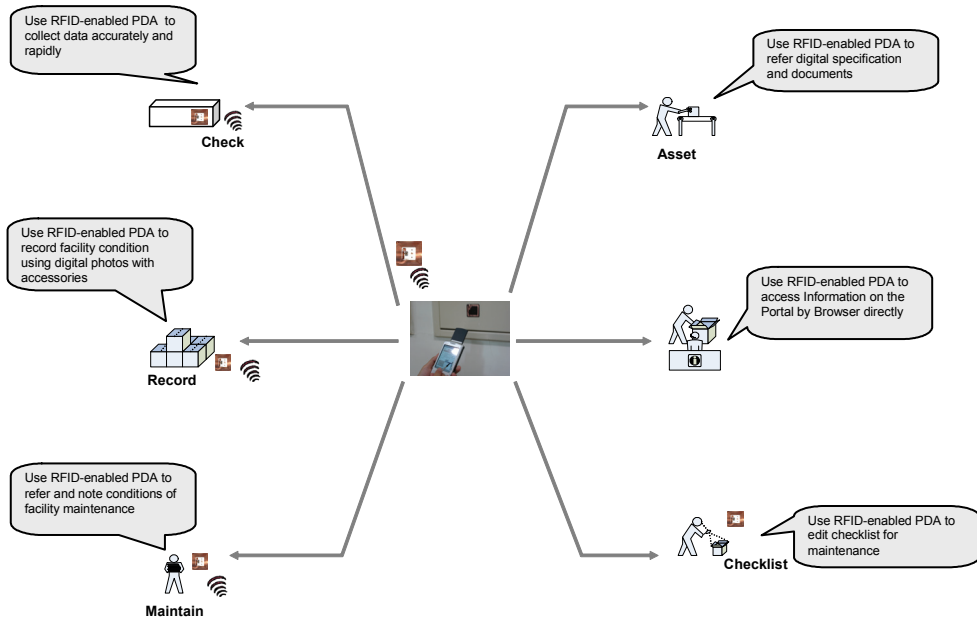 Use RFID-enabled PDA to
collect data accurately and
rapidly
Check
Use RFID-enabled PDA to
refer digital specification
and documents
Asset
Use RFID-enabled PDA to
record facility condition
using digital photos with
accessories
Record
Use RFID-enabled PDA to
access Information on the
Portal by Browser directly
Use RFID-enabled PDA to
refer and note conditions of
facility maintenance
Maintain
Use RFID-enabled PDA to
edit checklist for
maintenance
Checklist